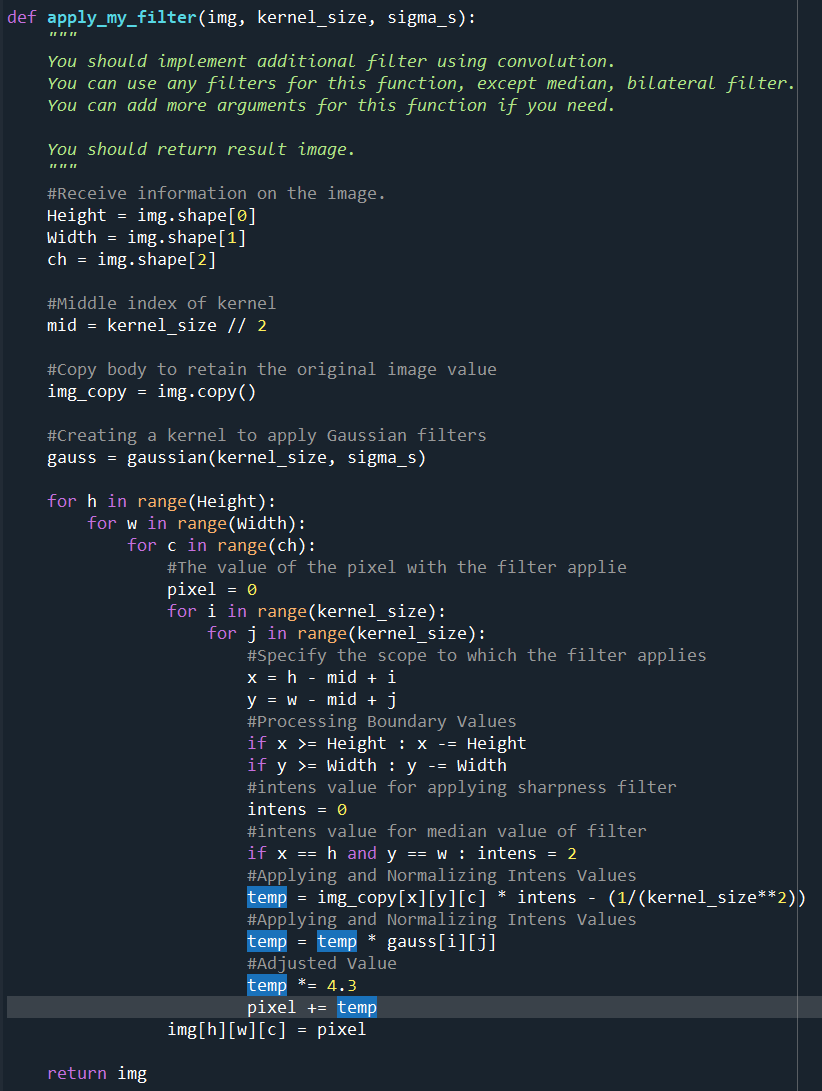 def apply_my_filter(img, kernel_size, sigma_s):
    """
    You should implement additional filter using convolution.
    You can use any filters for this function, except median, bilateral filter.
    You can add more arguments for this function if you need.

    You should return result image.
    """
    #Receive information on the image.
    Height = img.shape[0]
    Width = img.shape[1]
    ch = img.shape[2]

    #Middle index of kernel
    mid = kernel_size // 2

    #Copy body to retain the original image value
    img_copy = img.copy()

    #Creating a kernel to apply Gaussian filters
    gauss = gaussian(kernel_size, sigma_s)

    for h in range(Height):
        for w in range(Width):
            for c in range(ch):
                #The value of the pixel with the filter applie
                pixel = 0
                for i in range(kernel_size):
                    for j in range(kernel_size):
                        #Specify the scope to which the filter applies
                        x = h - mid + i
                        y = w - mid + j
                        #Processing Boundary Values
                        if x >= Height : x -= Height
                        if y >= Width : y -= Width
                        #intens value for applying sharpness filter
                        intens = 0
                        #intens value for median value of filter
                        if x == h and y == w : intens = 2
                        #Applying and Normalizing Intens Values
                        temp = img_copy[x][y][c] * intens - (1/(kernel_size**2))
                        #Applying and Normalizing Intens Values
                        temp = temp * gauss[i][j]
                        #Adjusted Value
                        temp *= 4.3
                        pixel += temp
                img[h][w][c] = pixel

    return img